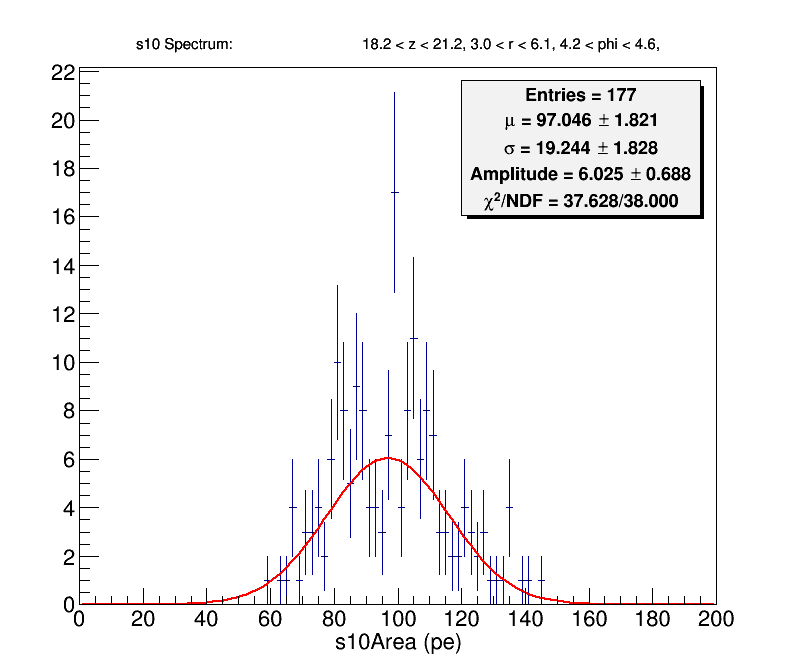 s10 Spectrum: 18.2 < z < 21.2, 3.0 < r < 6.1, 4.2 < phi < 4.6,
Entries = 177
μ = 97.046 ± 1.821
σ = 19.244 ± 1.828
Amplitude = 6.025 ± 0.688
χ²/NDF = 37.628/38.000
22
20
18
16
14
12
10
8
6
4
2
0
0 20 40 60 80 100 120 140 160 180 200
s10Area (pe)